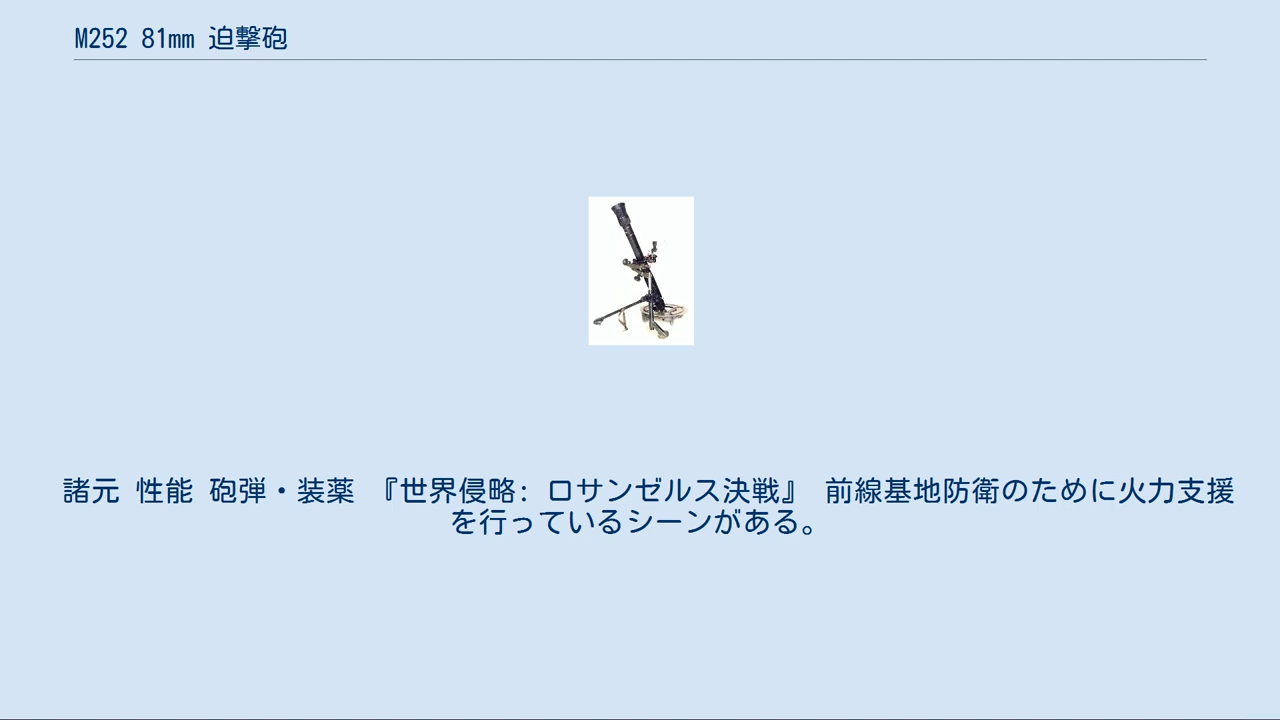 M252 81mm 迫撃砲
諸元 性能 砲弾・装薬 『世界侵略: ロサンゼルス決戦』 前線基地防衛のために火力支援
を行っているシーンがある。